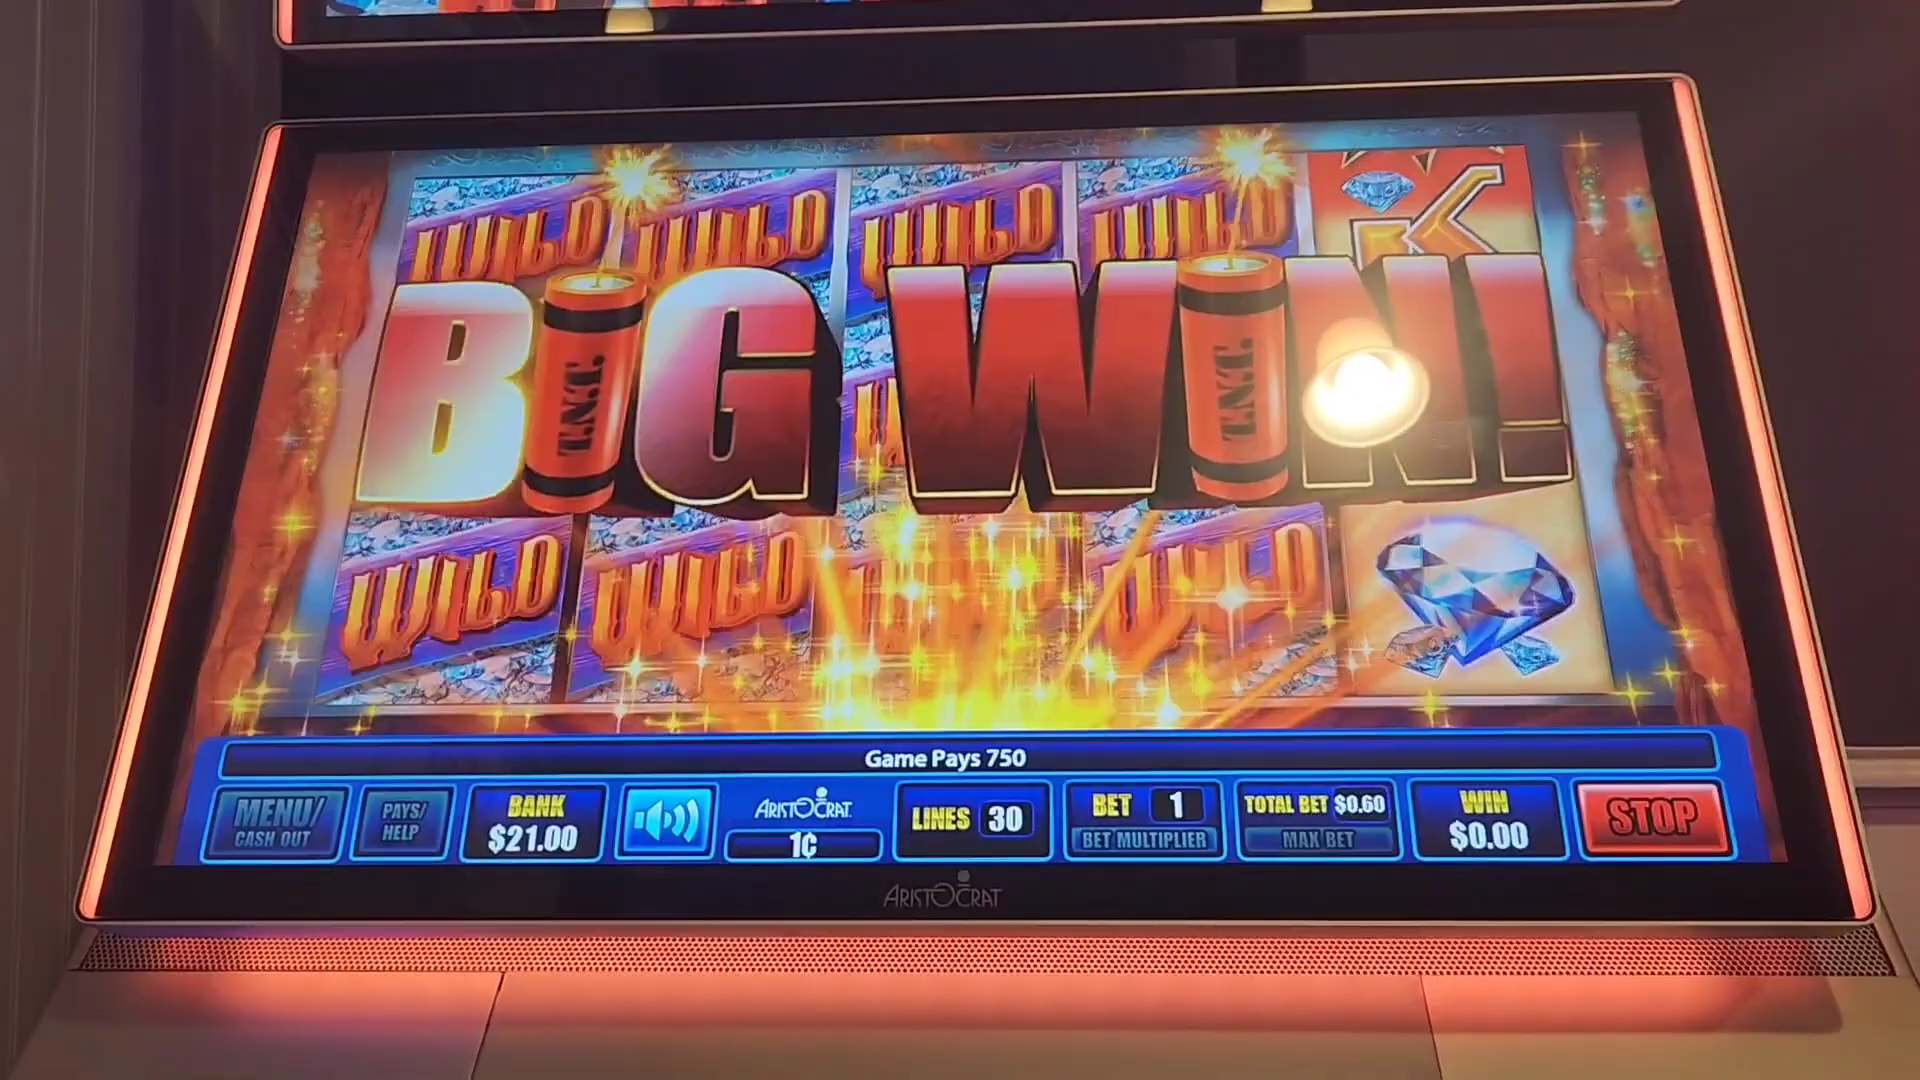 WILD WILD WILD WILD K
BIG WIN!
T.N.T. T.N.T.
WILD WILD WILD
Game Pays 750
MENU/
CASH OUT
PAYS/
HELP
BANK
$21.00
ARISTOCRAT
1¢
LINES 30
BET 1
BET MULTIPLIER
TOTAL BET $0.60
MAX BET
WIN
$0.00
STOP
ARISTOCRAT